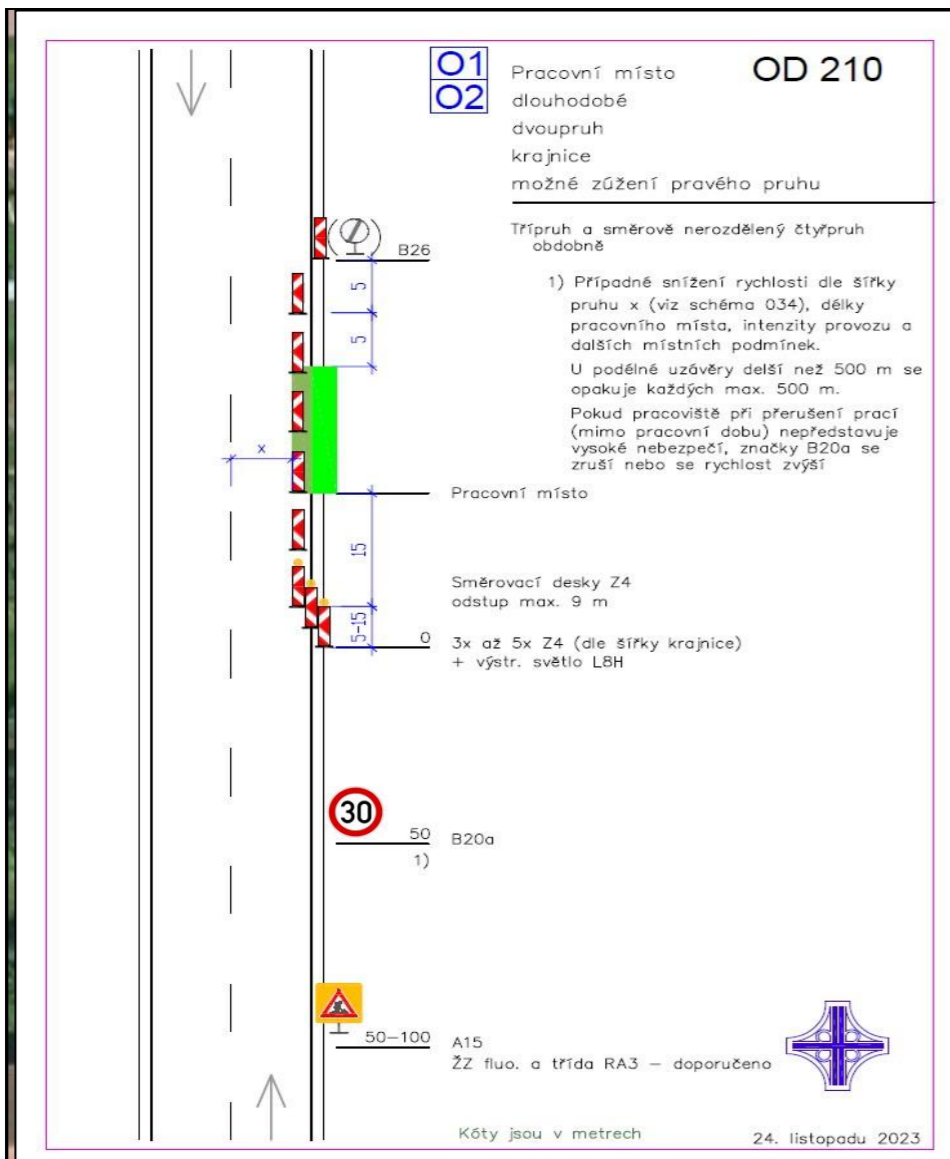 O1
O2
OD 210
Pracovní místo
dlouhodobé
dvoupruh
krajnice
možné zúžení pravého pruhu
Třípruh a směrově nerozdělený čtyřpruh
obdobně
1) Případné snížení rychlosti dle šířky
pruhu x (viz schéma 034), délky
pracovního místa, intenzity provozu a
dalších místních podmínek.
U podélné uzávěry delší než 500 m se
opakuje každých max. 500 m.
Pokud pracoviště při přerušení prací
(mimo pracovní dobu) nepředstavuje
vysoké nebezpečí, značky B20a se
zruší nebo se rychlost zvýší
( )
B26
5
5
x
Pracovní místo
15
Směrovací desky Z4
odstup max. 9 m
5-15
0
3x až 5x Z4 (dle šířky krajnice)
+ výstr. světlo L8H
30
50
B20a
1)
50-100
A15
ŽZ fluo. a třída RA3 – doporučeno
Kóty jsou v metrech
24. listopadu 2023